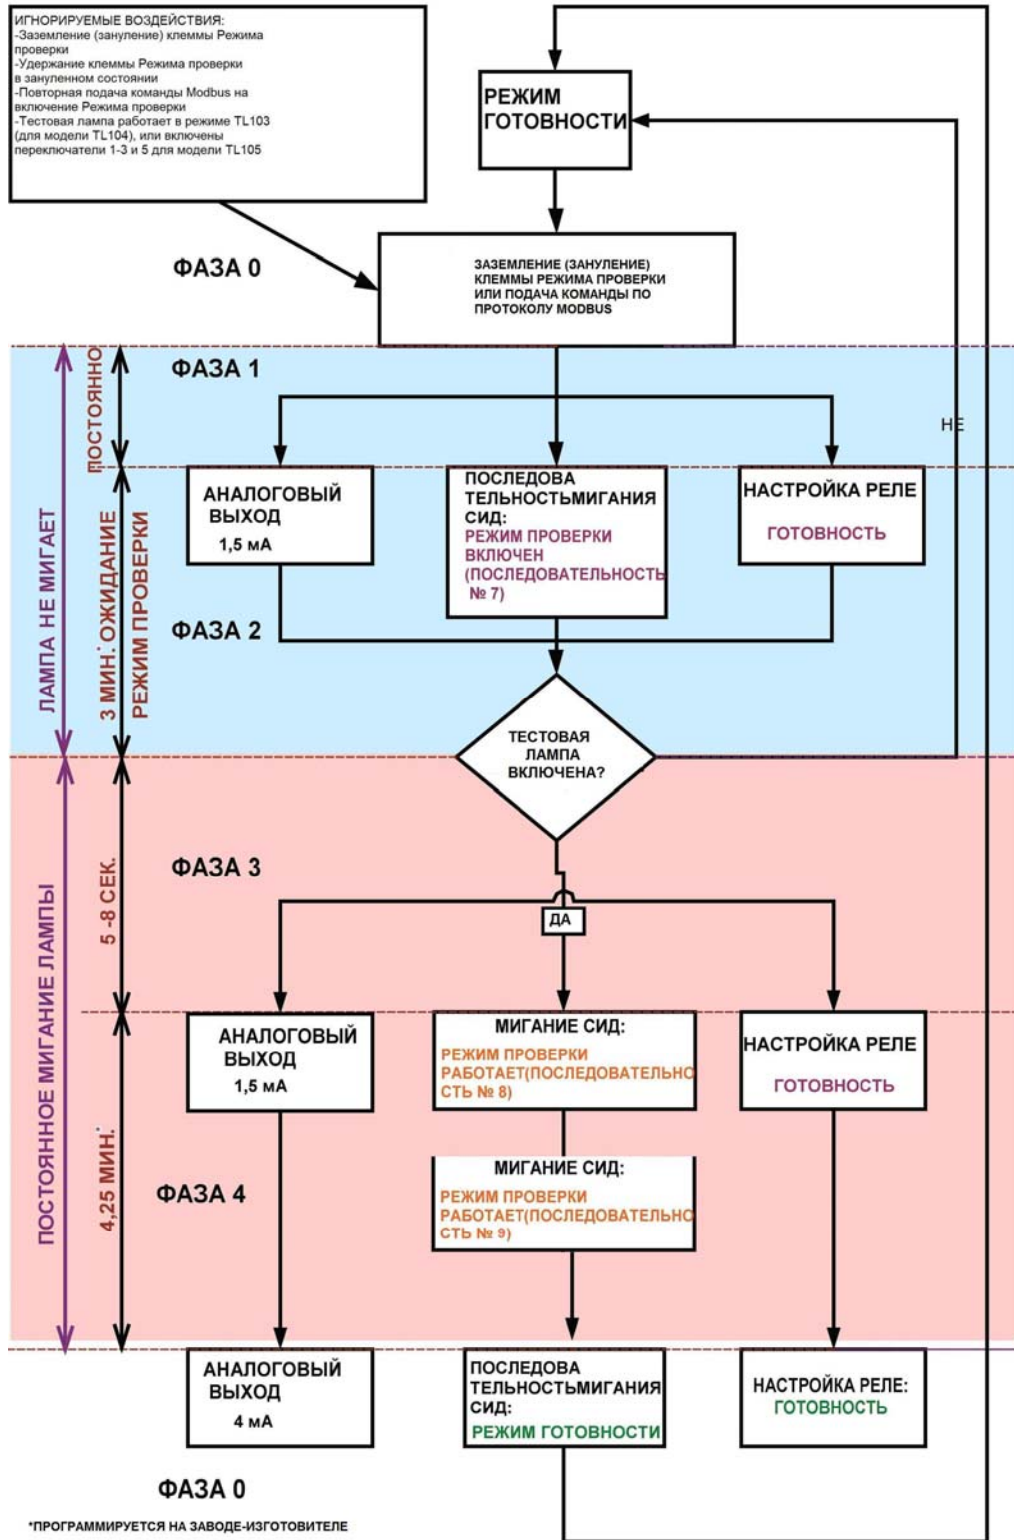 ИГНОРИРУЕМЫЕ ВОЗДЕЙСТВИЯ:
-Заземление (зануление) клеммы Режима
проверки
-Удержание клеммы Режима проверки
в зануленном состоянии
-Повторная подача команды Modbus на
включение Режима проверки
-Тестовая лампа работает в режиме TL103
(для модели TL104), или включены
переключатели 1-3 и 5 для модели TL105
РЕЖИМ
ГОТОВНОСТИ
ФАЗА 0
ЗАЗЕМЛЕНИЕ (ЗАНУЛЕНИЕ)
КЛЕММЫ РЕЖИМА ПРОВЕРКИ
ИЛИ ПОДАЧА КОМАНДЫ ПО
ПРОТОКОЛУ MODBUS
ЛАМПА НЕ МИГАЕТ
ПОСТОЯННО
ФАЗА 1
НЕ
3 МИН.* ОЖИДАНИЕ
РЕЖИМ ПРОВЕРКИ
АНАЛОГОВЫЙ
ВЫХОД
1,5 мА
ПОСЛЕДОВА
ТЕЛЬНОСТЬМИГАНИЯ
СИД:
РЕЖИМ ПРОВЕРКИ
ВКЛЮЧЕН
(ПОСЛЕДОВАТЕЛЬНОСТЬ
№ 7)
НАСТРОЙКА РЕЛЕ
ГОТОВНОСТЬ
ФАЗА 2
ТЕСТОВАЯ
ЛАМПА
ВКЛЮЧЕНА?
ПОСТОЯННОЕ МИГАНИЕ ЛАМПЫ
5 -8 СЕК.
ФАЗА 3
ДА
4,25 МИН.*
АНАЛОГОВЫЙ
ВЫХОД
1,5 мА
МИГАНИЕ СИД:
РЕЖИМ ПРОВЕРКИ
РАБОТАЕТ(ПОСЛЕДОВАТЕЛЬНО
СТЬ № 8)
НАСТРОЙКА РЕЛЕ
ГОТОВНОСТЬ
ФАЗА 4
МИГАНИЕ СИД:
РЕЖИМ ПРОВЕРКИ
РАБОТАЕТ(ПОСЛЕДОВАТЕЛЬНО
СТЬ № 9)
АНАЛОГОВЫЙ
ВЫХОД
4 мА
ПОСЛЕДОВА
ТЕЛЬНОСТЬМИГАНИЯ
СИД:
РЕЖИМ ГОТОВНОСТИ
НАСТРОЙКА РЕЛЕ:
ГОТОВНОСТЬ
ФАЗА 0
*ПРОГРАММИРУЕТСЯ НА ЗАВОДЕ-ИЗГОТОВИТЕЛЕ